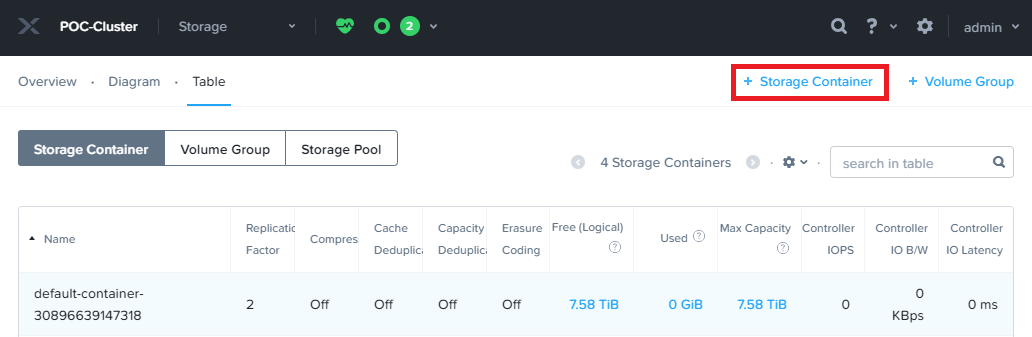 POC-Cluster Storage 2 ? admin
Overview · Diagram · Table + Storage Container + Volume Group
Storage Container Volume Group Storage Pool
4 Storage Containers · · search in table
Name Replicatio Factor Compres Cache Deduplica Capacity Deduplica Erasure Coding Free (Logical) ? Used ? Max Capacity ? Controller IOPS Controller IO B/W Controller IO Latency
default-container-30896639147318 2 Off Off Off Off 7.58 TiB 0 GiB 7.58 TiB 0 0 KBps 0 ms